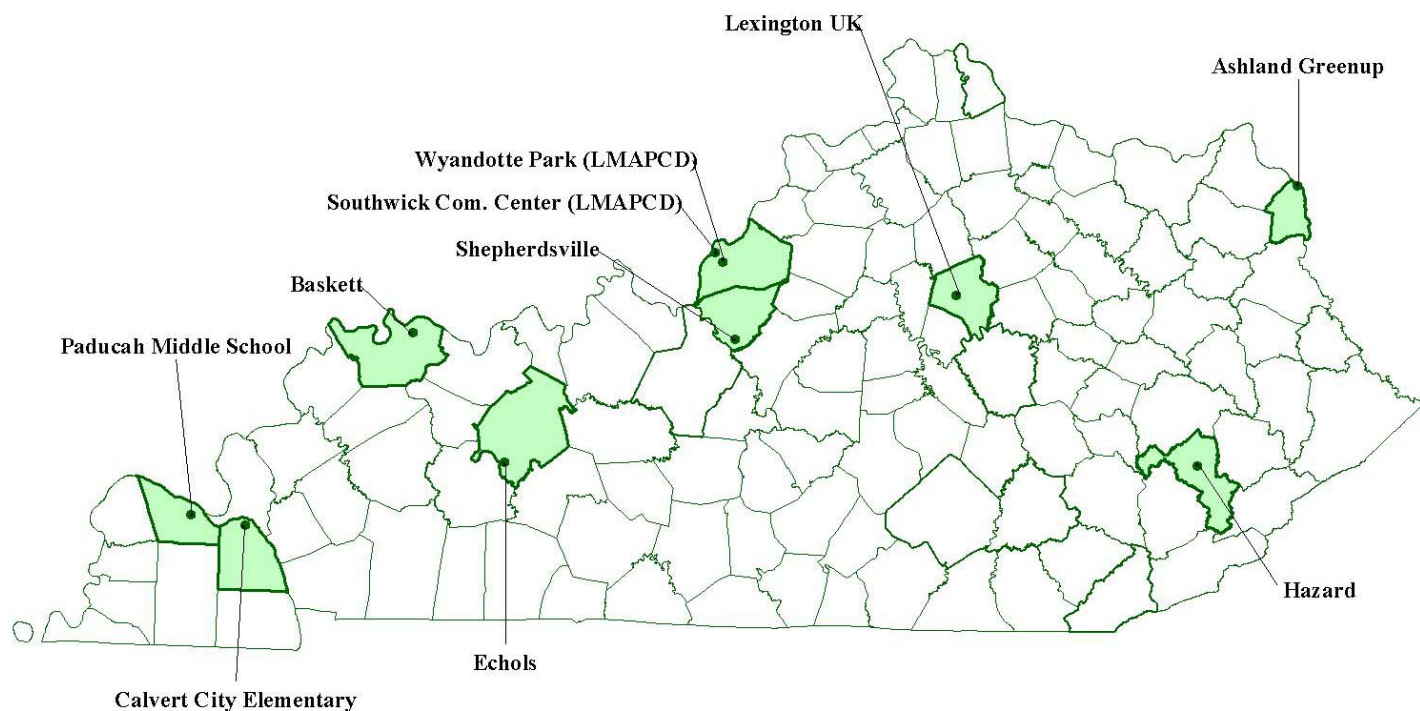 Lexington UK
Ashland Greenup
Wyandotte Park (LMAPCD)
Southwick Com. Center (LMAPCD)
Shepherdsville
Baskett
Paducah Middle School
Hazard
Echols
Calvert City Elementary